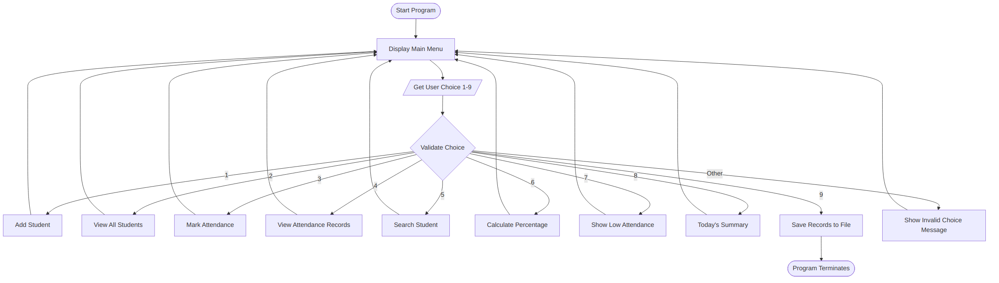 Start Program
Display Main Menu
Get User Choice 1-9
Validate Choice
1
2
3
4
5
6
7
8
9
Other
Add Student
View All Students
Mark Attendance
View Attendance Records
Search Student
Calculate Percentage
Show Low Attendance
Today's Summary
Save Records to File
Show Invalid Choice
Message
Program Terminates